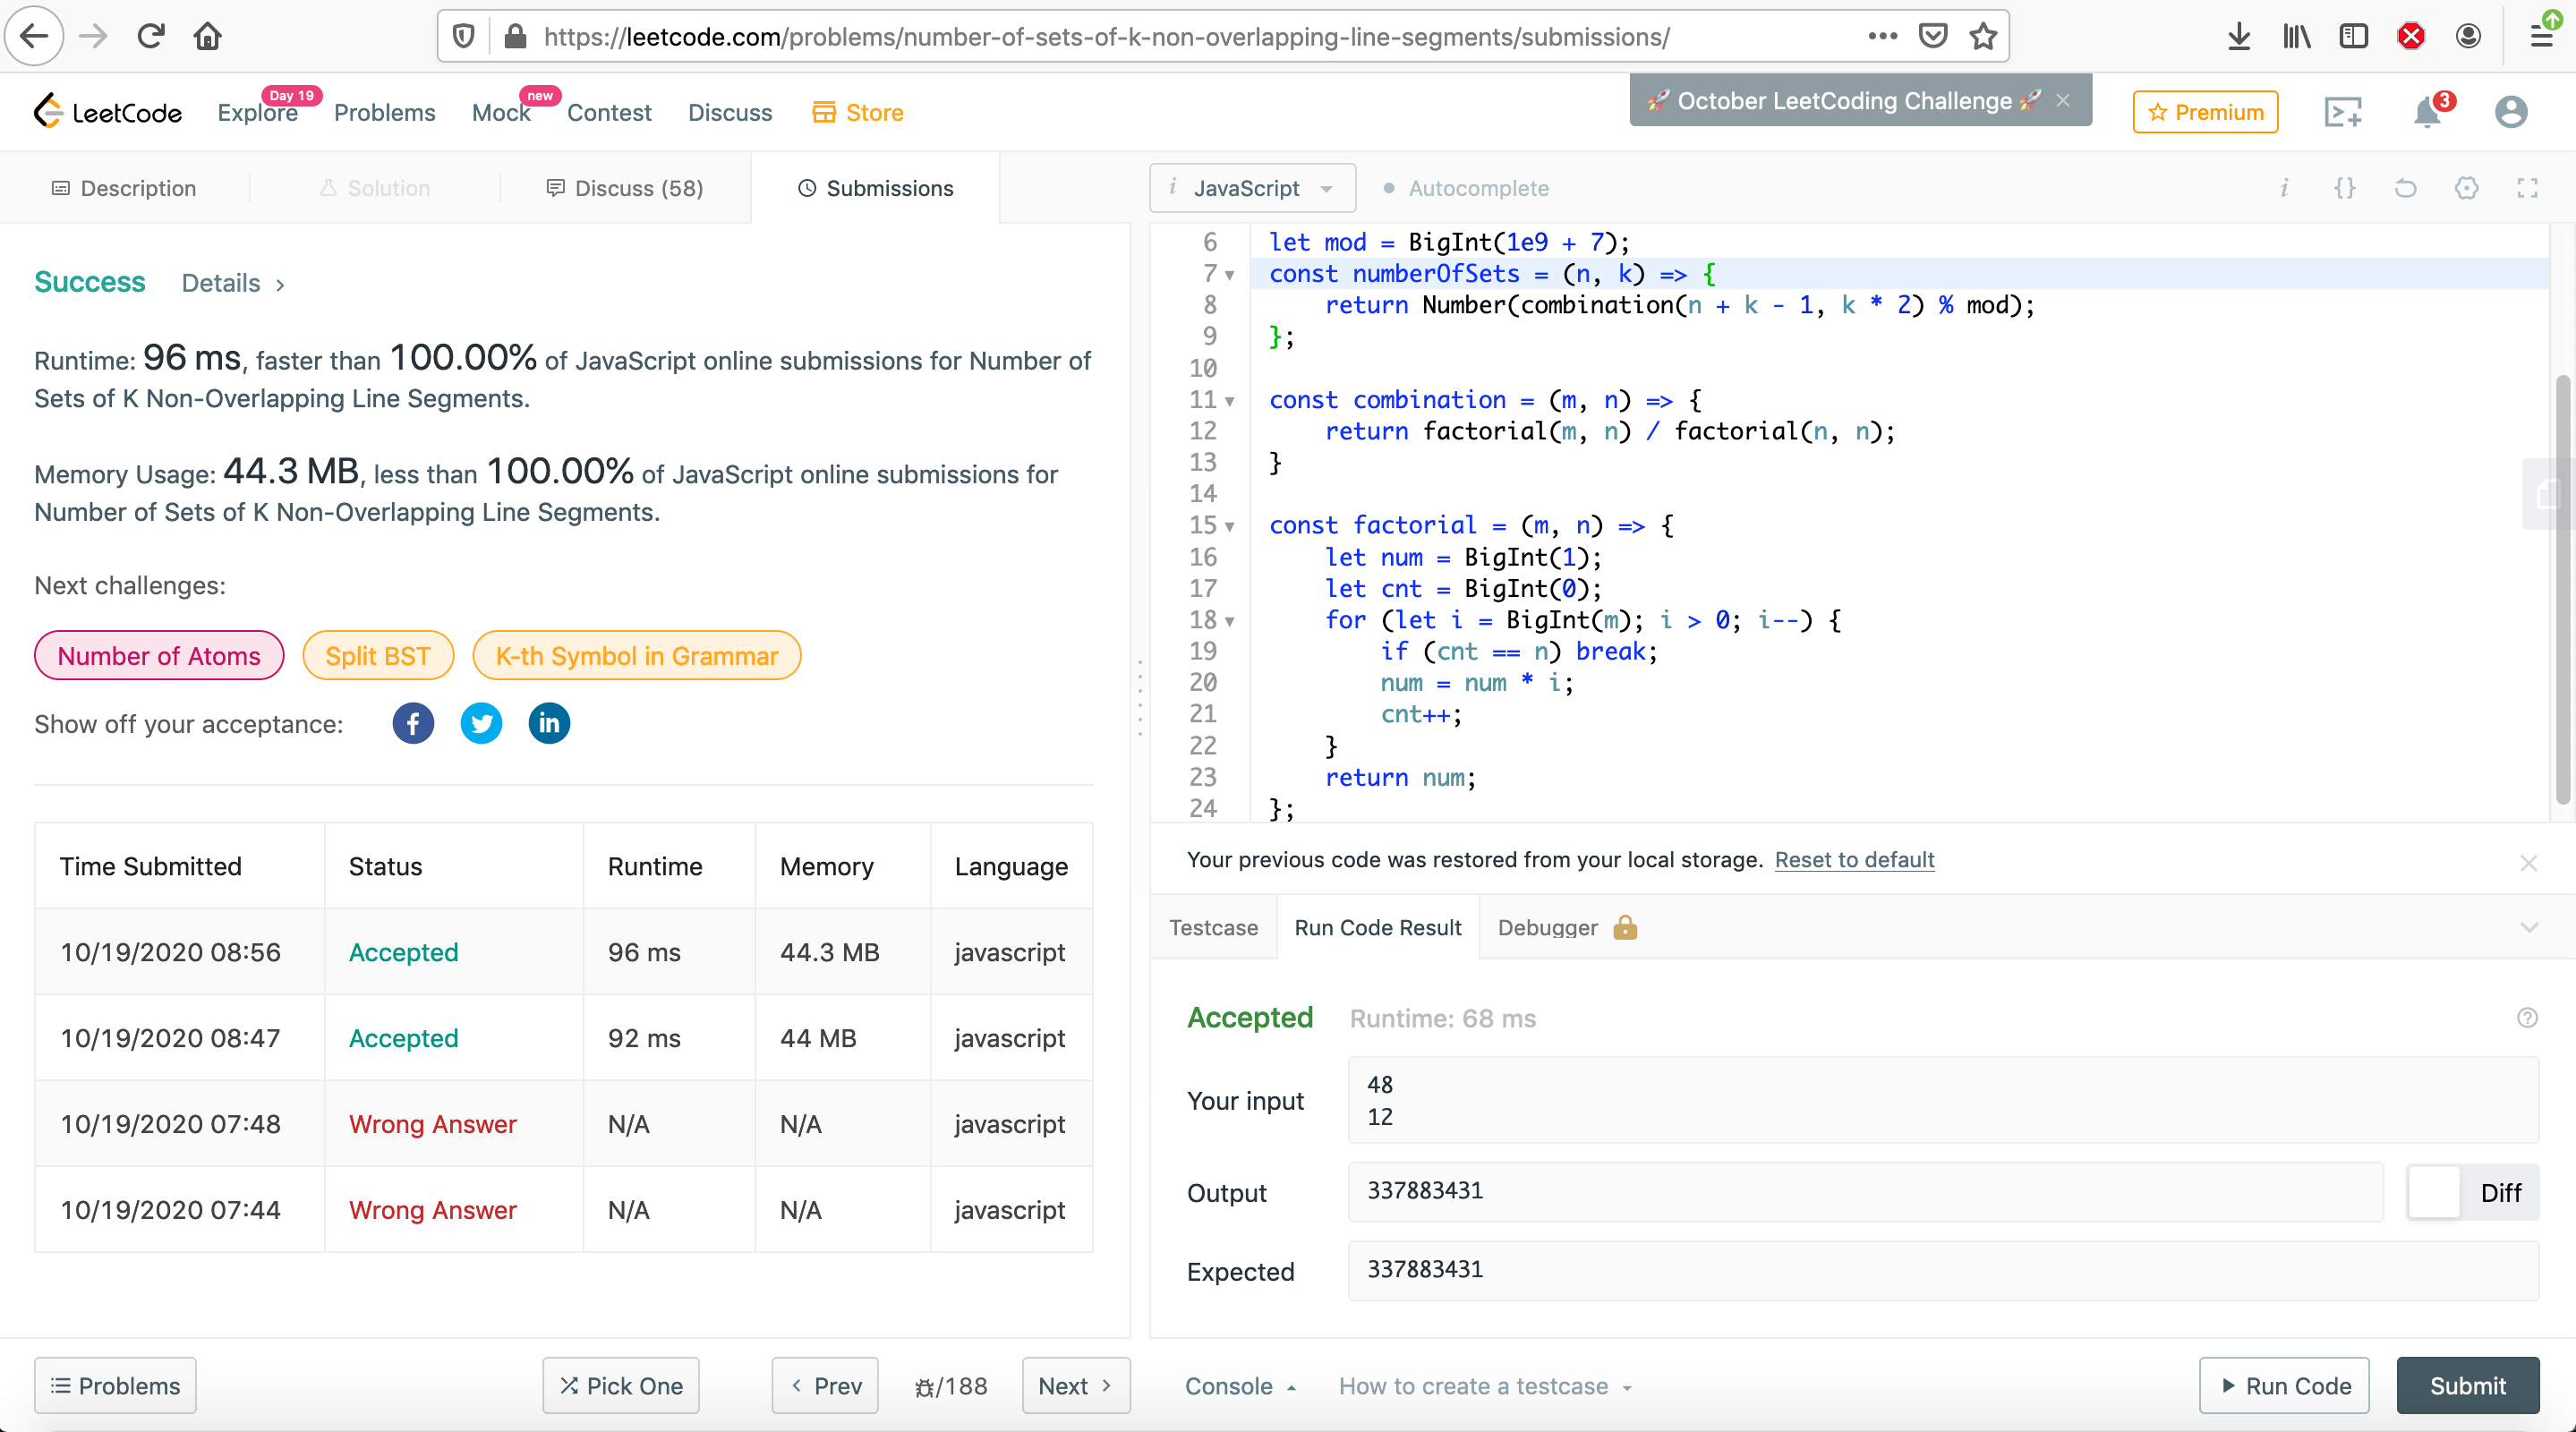 https://leetcode.com/problems/number-of-sets-of-k-non-overlapping-line-segments/submissions/
LeetCode
Explore
Day 19
Problems
Mock
new
Contest
Discuss
Store
🚀 October LeetCoding Challenge 🚀 ×
Premium
3
Description
Solution
Discuss (58)
Submissions
Success
Details >
Runtime: 96 ms, faster than 100.00% of JavaScript online submissions for Number of
Sets of K Non-Overlapping Line Segments.
Memory Usage: 44.3 MB, less than 100.00% of JavaScript online submissions for
Number of Sets of K Non-Overlapping Line Segments.
Next challenges:
Number of Atoms
Split BST
K-th Symbol in Grammar
Show off your acceptance:
Time Submitted Status Runtime Memory Language
10/19/2020 08:56 Accepted 96 ms 44.3 MB javascript
10/19/2020 08:47 Accepted 92 ms 44 MB javascript
10/19/2020 07:48 Wrong Answer N/A N/A javascript
10/19/2020 07:44 Wrong Answer N/A N/A javascript
Problems
Pick One
Prev
/188
Next
i JavaScript
Autocomplete
i {}
6 let mod = BigInt(1e9 + 7);
7 const numberOfSets = (n, k) => {
8 return Number(combination(n + k - 1, k * 2) % mod);
9 };
10
11 const combination = (m, n) => {
12 return factorial(m, n) / factorial(n, n);
13 }
14
15 const factorial = (m, n) => {
16 let num = BigInt(1);
17 let cnt = BigInt(0);
18 for (let i = BigInt(m); i > 0; i--) {
19 if (cnt == n) break;
20 num = num * i;
21 cnt++;
22 }
23 return num;
24 };
Your previous code was restored from your local storage. Reset to default
Testcase
Run Code Result
Debugger
Accepted Runtime: 68 ms
Your input
48
12
Output
337883431
Diff
Expected
337883431
Console
How to create a testcase
Run Code
Submit